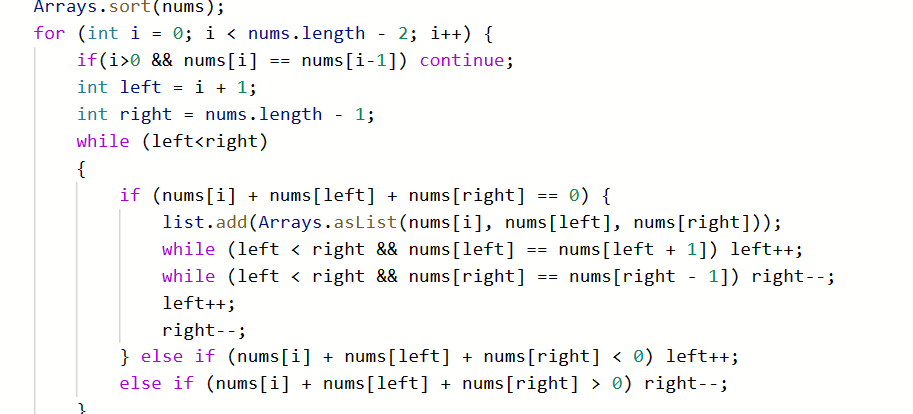 Arrays.sort(nums);
for (int i = 0; i < nums.length - 2; i++) {
if(i>0 && nums[i] == nums[i-1]) continue;
int left = i + 1;
int right = nums.length - 1;
while (left<right)
{
if (nums[i] + nums[left] + nums[right] == 0) {
list.add(Arrays.asList(nums[i], nums[left], nums[right]));
while (left < right && nums[left] == nums[left + 1]) left++;
while (left < right && nums[right] == nums[right - 1]) right--;
left++;
right--;
} else if (nums[i] + nums[left] + nums[right] < 0) left++;
else if (nums[i] + nums[left] + nums[right] > 0) right--;
}